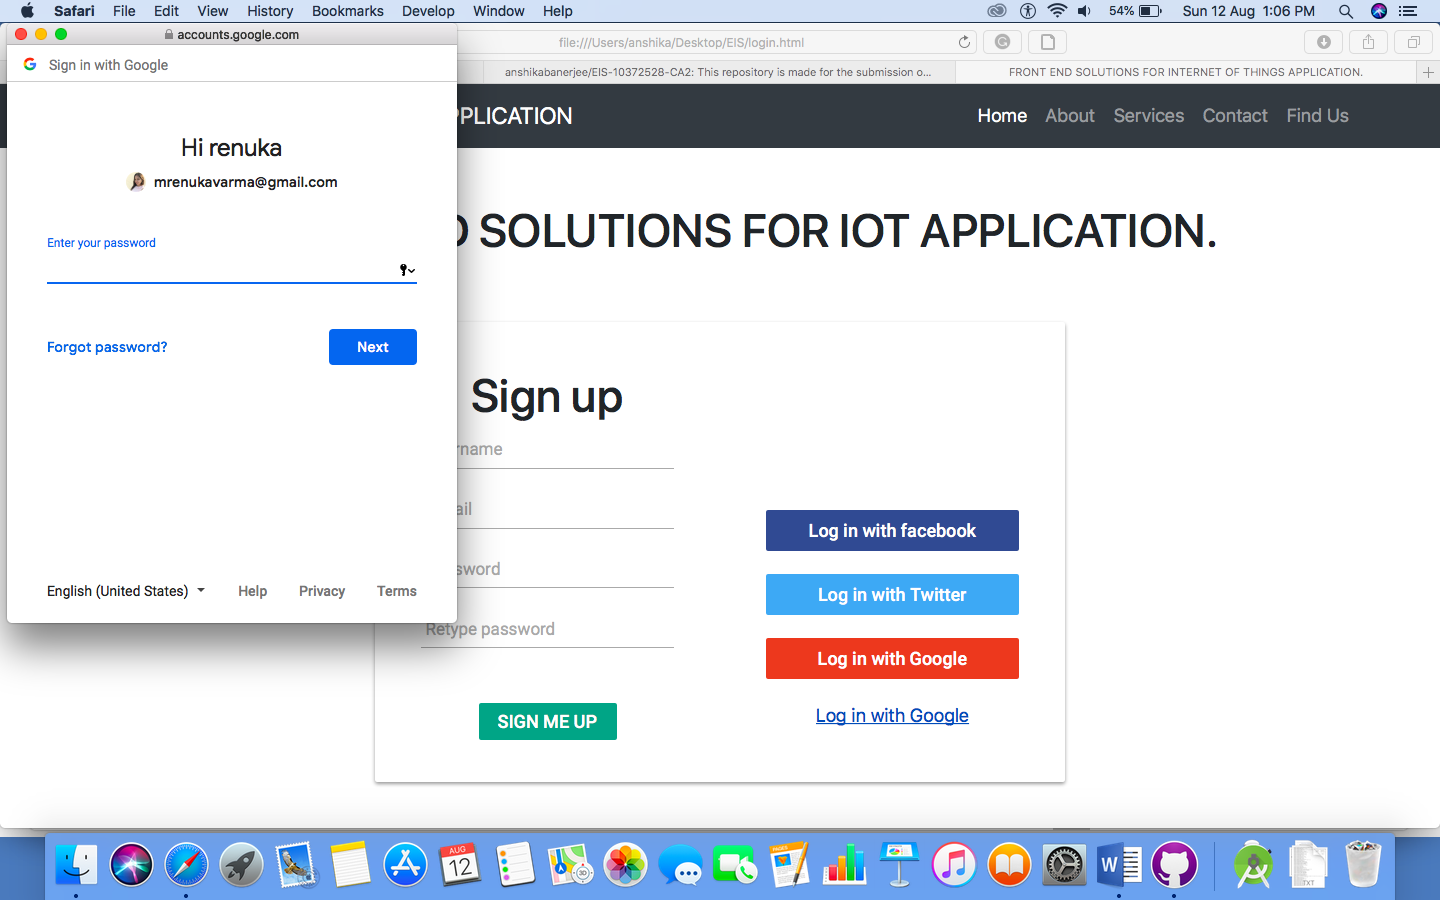 Safari File Edit View History Bookmarks Develop Window Help 54% Sun 12 Aug 1:06 PM
accounts.google.com
file:///Users/anshika/Desktop/EIS/login.html
Sign in with Google
anshikabanerjee/EIS-10372528-CA2: This repository is made for the submission o...
FRONT END SOLUTIONS FOR INTERNET OF THINGS APPLICATION.
PPLICATION
Home About Services Contact Find Us
Hi renuka
mrenukavarma@gmail.com
Enter your password
Forgot password?
Next
English (United States) Help Privacy Terms
SOLUTIONS FOR IOT APPLICATION.
Sign up
rname
ail
sword
Retype password
SIGN ME UP
Log in with facebook
Log in with Twitter
Log in with Google
Log in with Google
AUG
12
3D
W
TXT